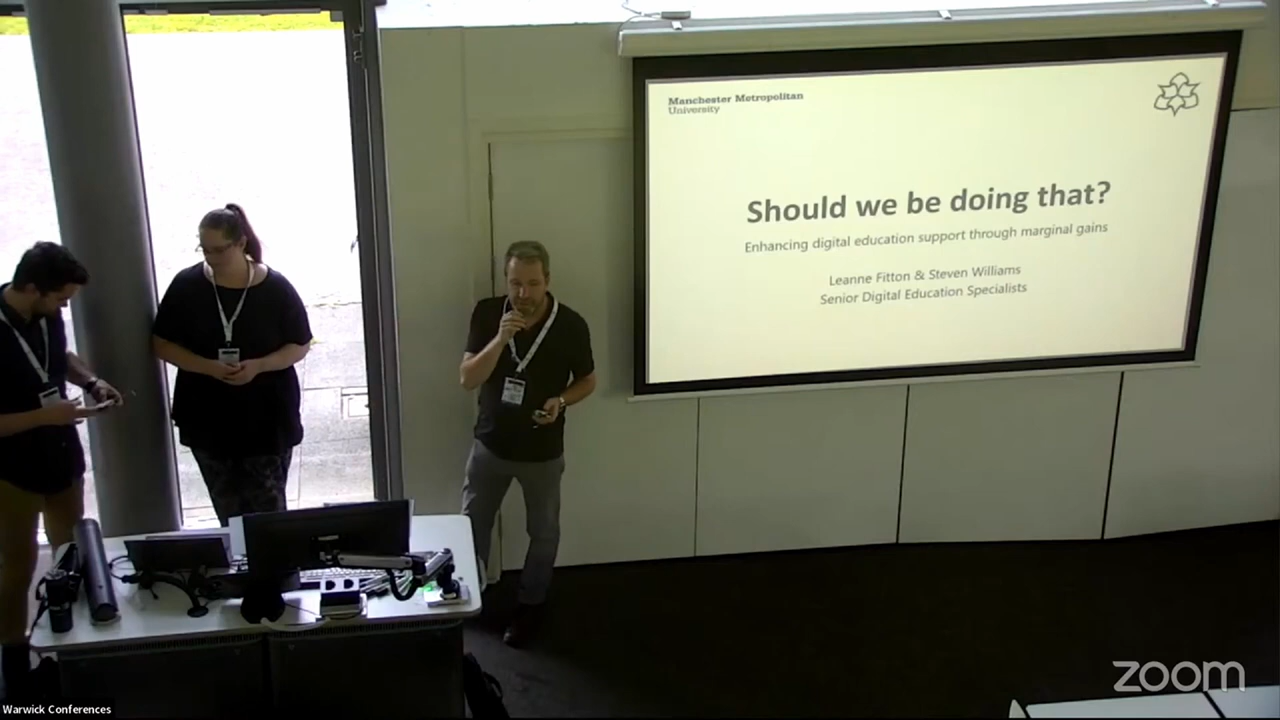 Manchester Metropolitan
University
Should we be doing that?
Enhancing digital education support through marginal gains
Leanne Fitton & Steven Williams
Senior Digital Education Specialists
zoom
Warwick Conferences